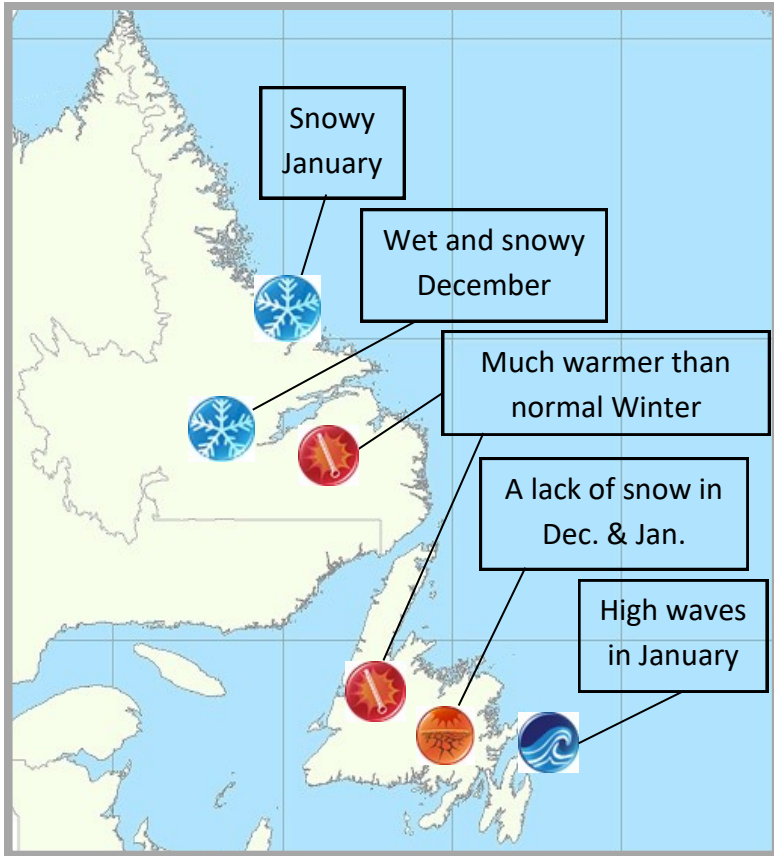 Snowy
January
Wet and snowy
December
Much warmer than
normal Winter
A lack of snow in
Dec. & Jan.
High waves
in January